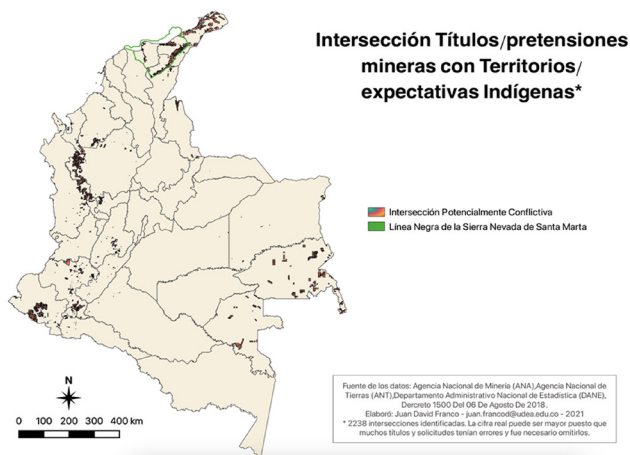 Intersección Títulos/pretensiones
mineras con Territorios/
expectativas Indígenas*
Intersección Potencialmente Conflictiva
Línea Negra de la Sierra Nevada de Santa Marta
N
0 100 200 300 400 km
Fuente de los datos: Agencia Nacional de Minería (ANA),Agencia Nacional de
Tierras (ANT),Departamento Administrativo Nacional de Estadística (DANE),
Dercreto 1500 Del 06 De Agosto De 2018.
Elaboró: Juan David Franco - juan.francod@udea.edu.co - 2021
* 2238 intersecciones identificadas. La cifra real puede ser mayor puesto que
muchos títulos y solicitudes tenían errores y fue necesario omitirlos.